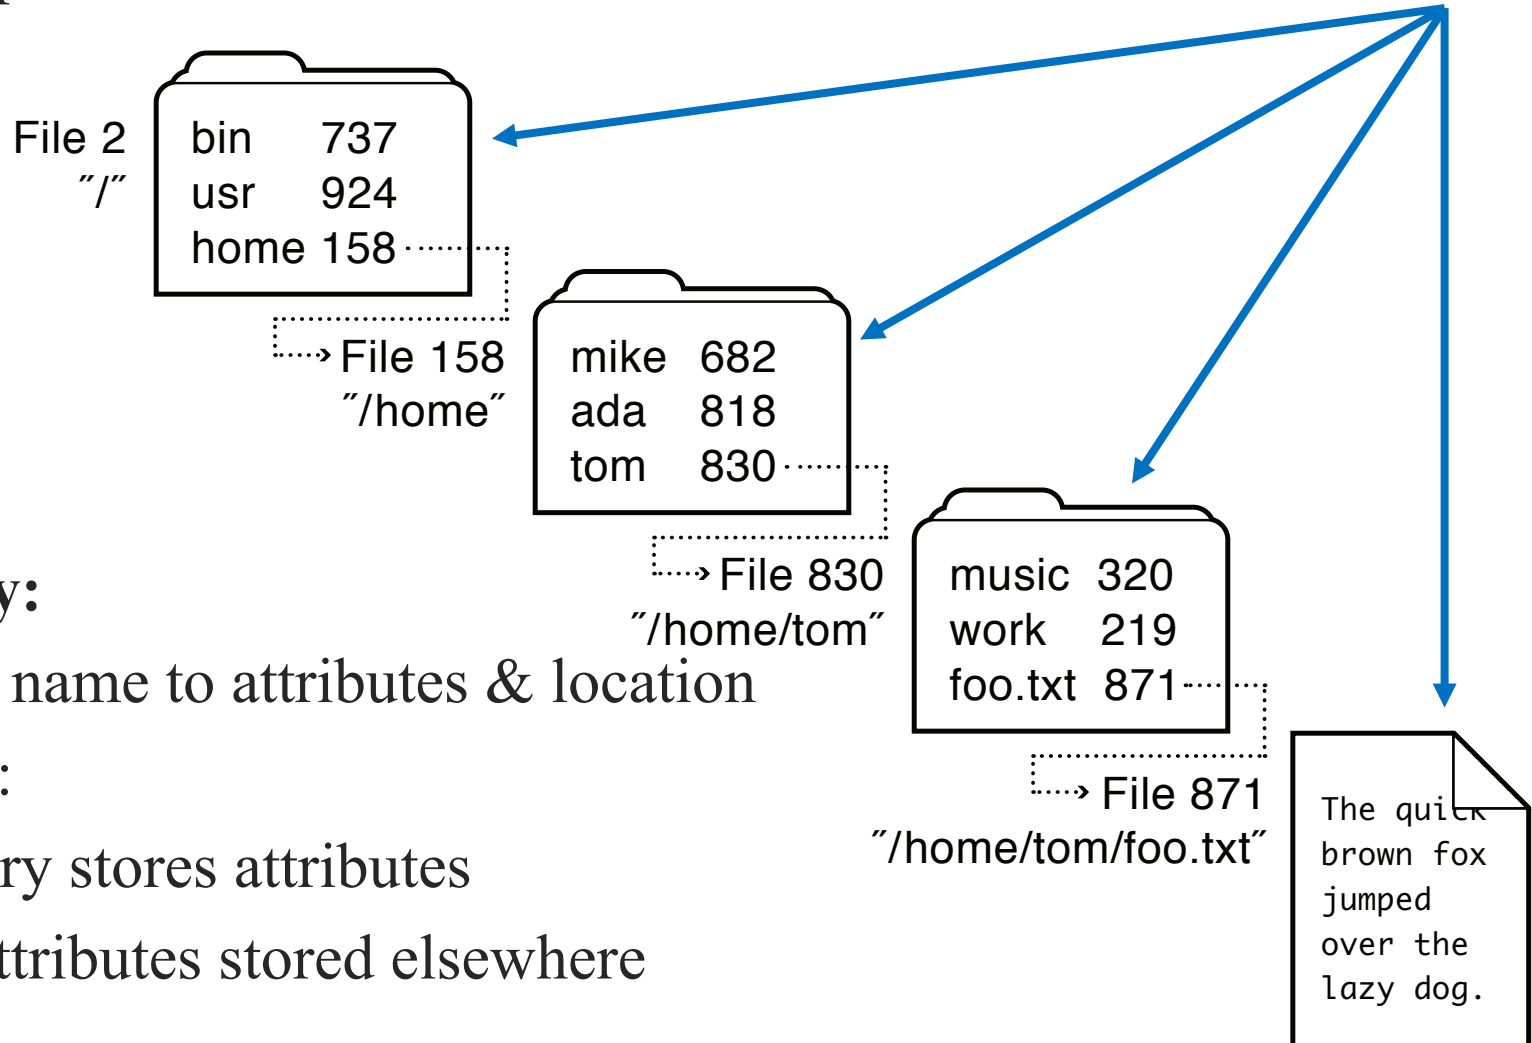 File 2
˝/˝
bin 737
usr 924
home 158
File 158
˝/home˝
mike 682
ada 818
tom 830
File 830
˝/home/tom˝
music 320
work 219
foo.txt 871
File 871
˝/home/tom/foo.txt˝
The quick
brown fox
jumped
over the
lazy dog.
y:
name to attributes & location
:
ry stores attributes
ttributes stored elsewhere